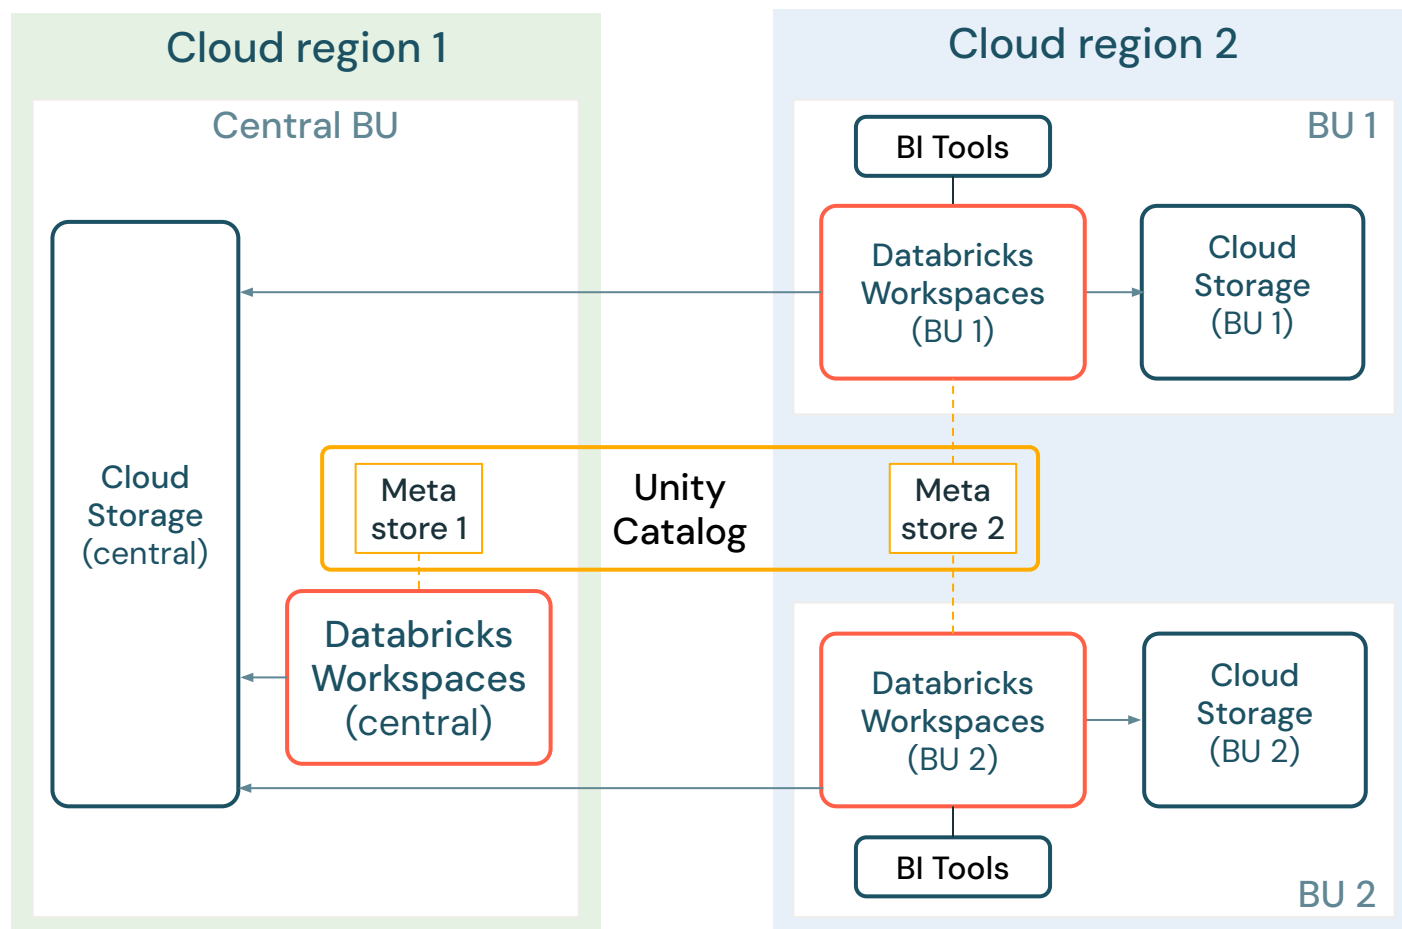 Cloud region 1
Central BU
Cloud
Storage
(central)
Meta
store 1
Databricks
Workspaces
(central)
Unity
Catalog
Cloud region 2
BU 1
BI Tools
Databricks
Workspaces
(BU 1)
Cloud
Storage
(BU 1)
Meta
store 2
Databricks
Workspaces
(BU 2)
Cloud
Storage
(BU 2)
BI Tools
BU 2